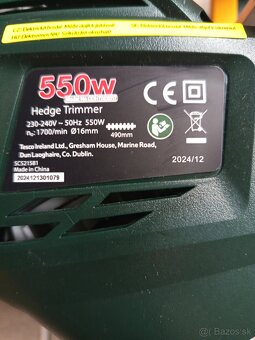 550W
Hedge Trimmer
230-240V ~ 50Hz 550W
n₀: 1700/min Ø16mm
490mm
2024/12
Tesco Ireland Ltd., Gresham House, Marine Road,
Dun Laoghaire, Co. Dublin.
SC521581
Made in China
2024121301079
bazos.sk